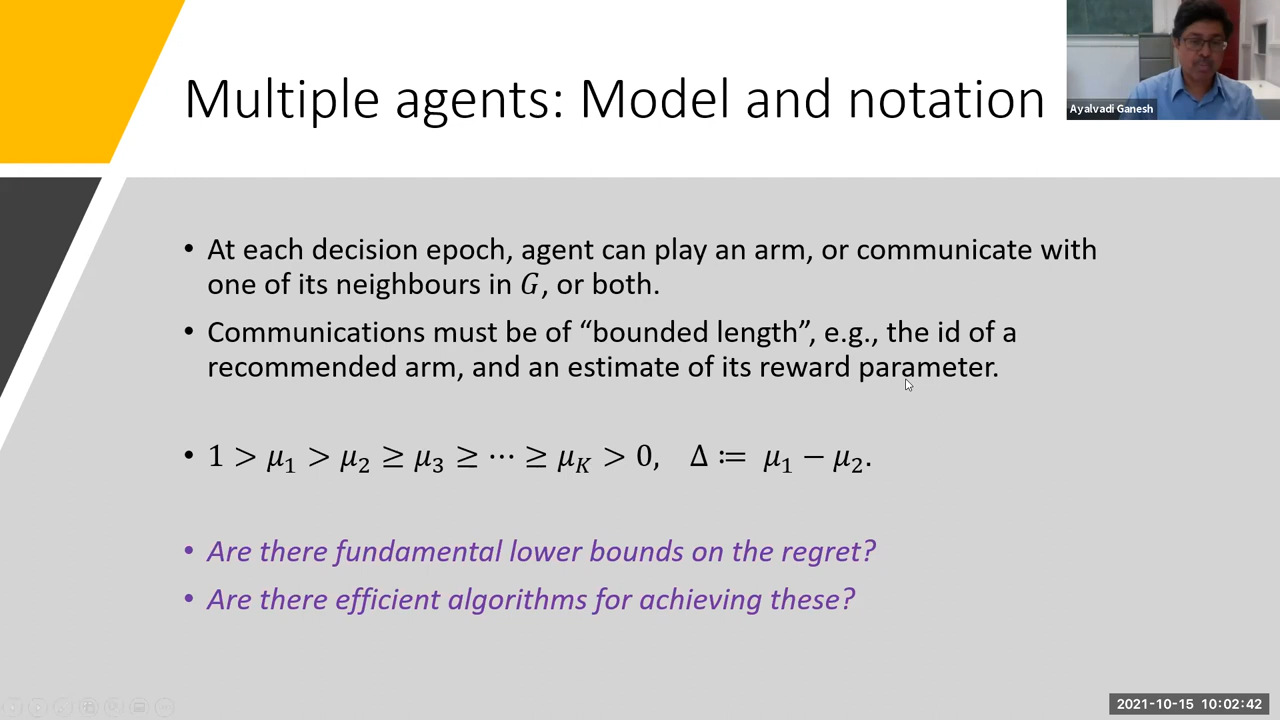 Multiple agents: Model and notation
Ayalvadi Ganesh
• At each decision epoch, agent can play an arm, or communicate with
one of its neighbours in G, or both.
• Communications must be of “bounded length”, e.g., the id of a
recommended arm, and an estimate of its reward parameter.
• 1 > μ₁ > μ₂ ≥ μ₃ ≥ ⋯ ≥ μ_K > 0, Δ ≔ μ₁ − μ₂.
• Are there fundamental lower bounds on the regret?
• Are there efficient algorithms for achieving these?
2021-10-15 10:02:42